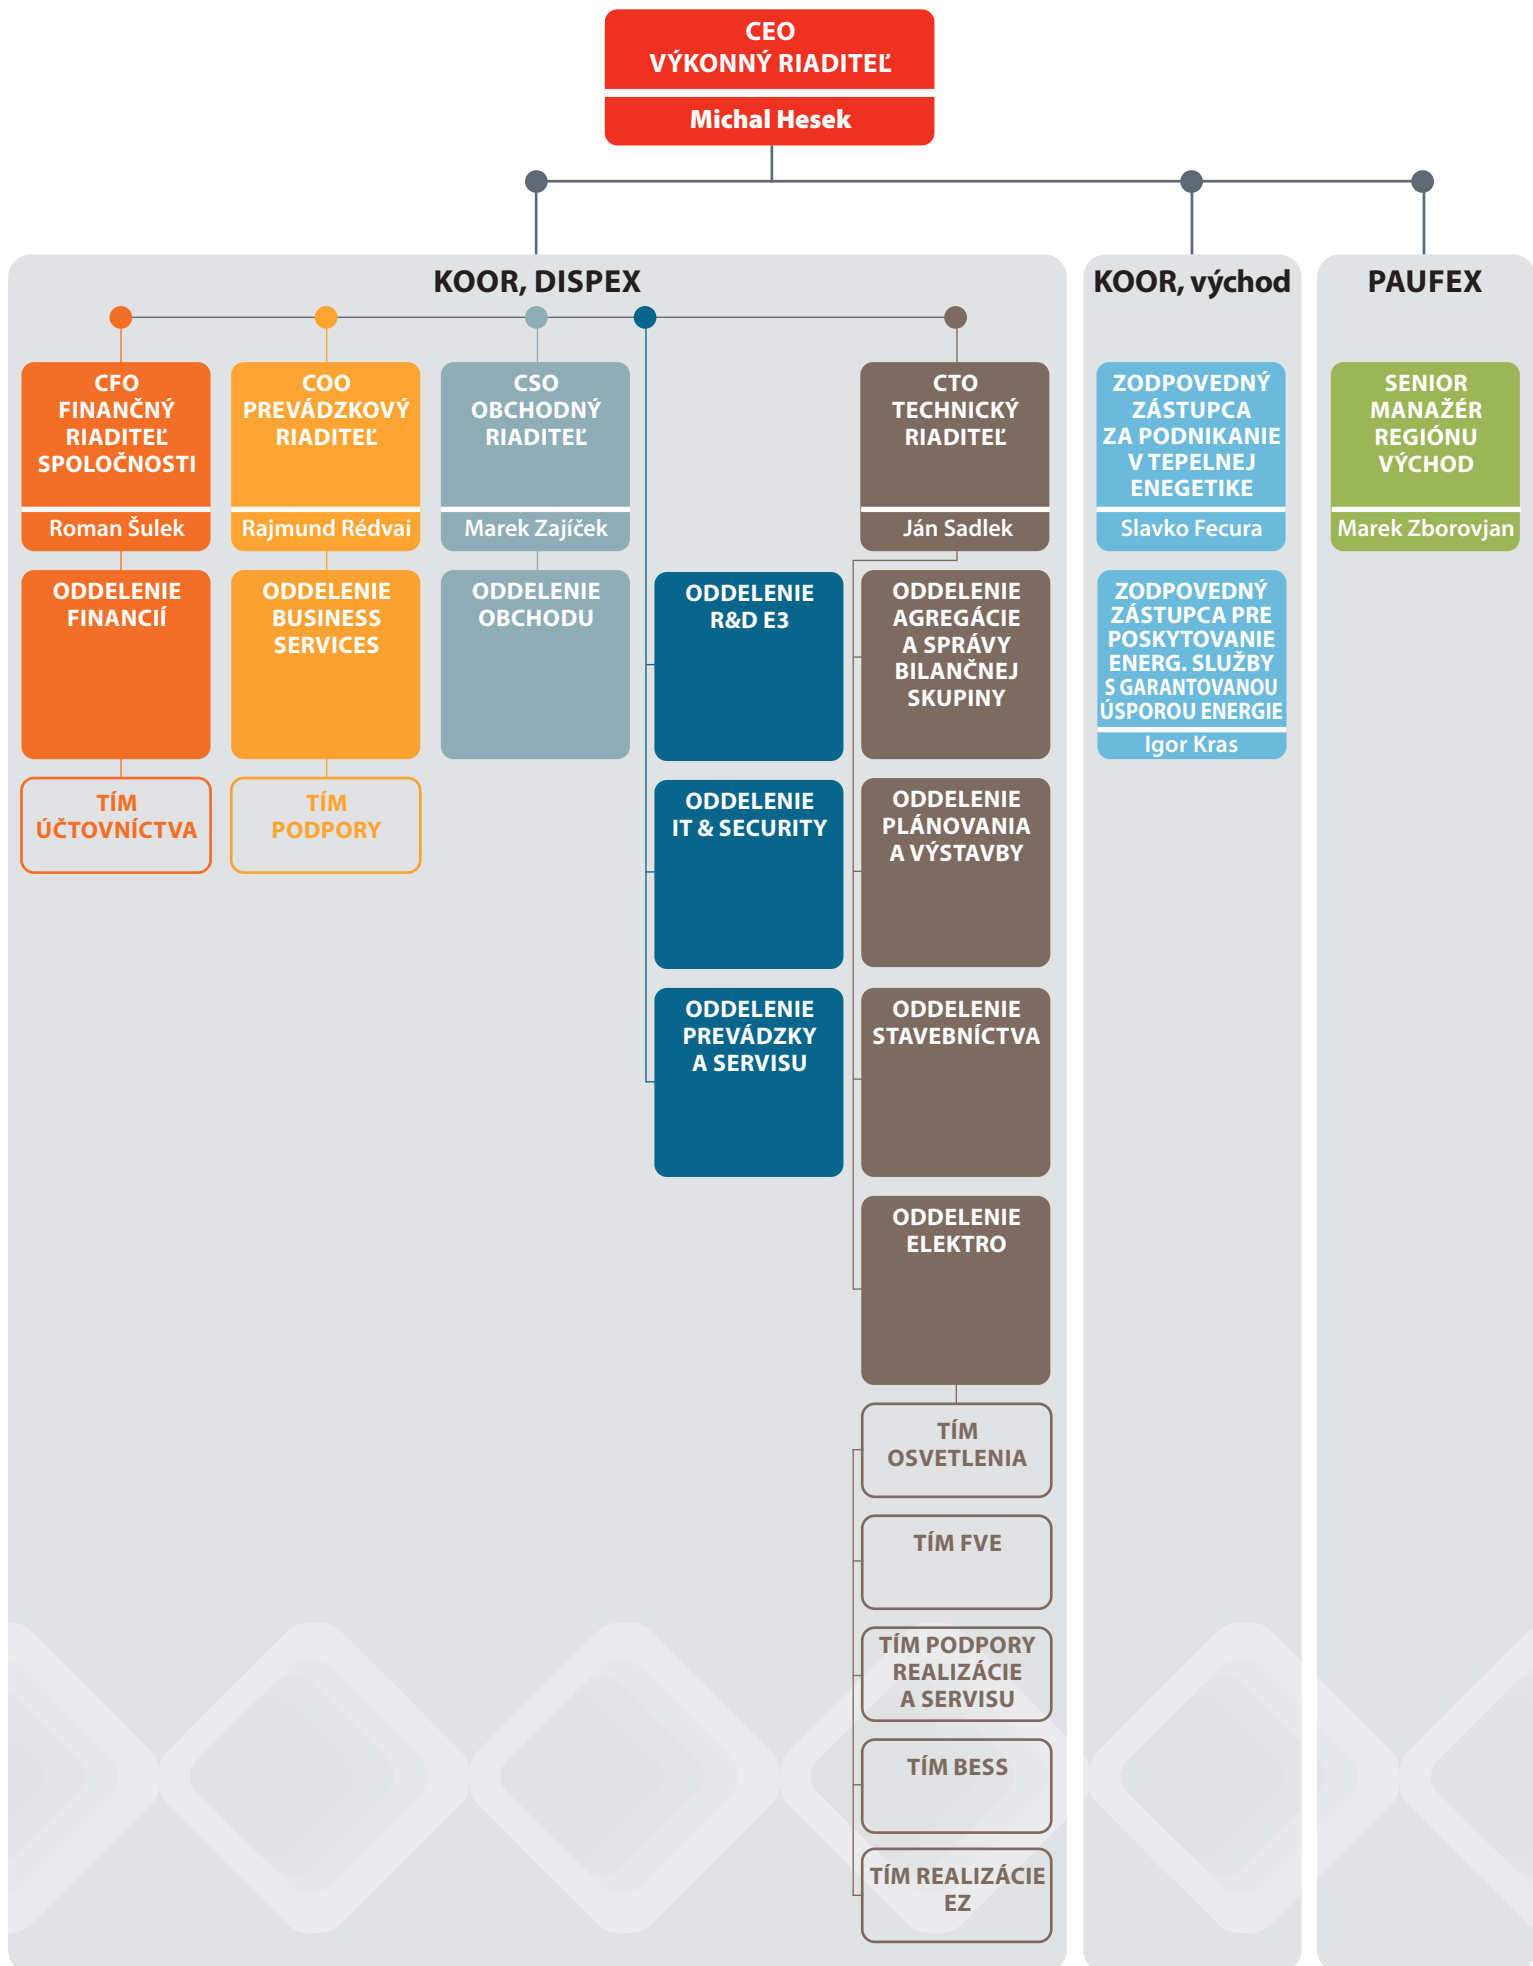 CEO
VÝKONNÝ RIADITEĽ
Michal Hesek
KOOR, DISPEX
CFO
FINANČNÝ
RIADITEĽ
SPOLOČNOSTI
Roman Šulek
ODDELENIE
FINANCIÍ
TÍM
ÚČTOVNÍCTVA
COO
PREVÁDZKOVÝ
RIADITEĽ
Rajmund Rédvai
ODDELENIE
BUSINESS
SERVICES
TÍM
PODPORY
CSO
OBCHODNÝ
RIADITEĽ
Marek Zajíček
ODDELENIE
OBCHODU
ODDELENIE
R&D E3
ODDELENIE
IT & SECURITY
ODDELENIE
PREVÁDZKY
A SERVISU
CTO
TECHNICKÝ
RIADITEĽ
Ján Sadlek
ODDELENIE
AGREGÁCIE
A SPRÁVY
BILANČNEJ
SKUPINY
ODDELENIE
PLÁNOVANIA
A VÝSTAVBY
ODDELENIE
STAVEBNÍCTVA
ODDELENIE
ELEKTRO
TÍM
OSVETLENIA
TÍM FVE
TÍM PODPORY
REALIZÁCIE
A SERVISU
TÍM BESS
TÍM REALIZÁCIE
EZ
KOOR, východ
ZODPOVEDNÝ
ZÁSTUPCA
ZA PODNIKANIE
V TEPELNEJ
ENEGETIKE
Slavko Fecura
ZODPOVEDNÝ
ZÁSTUPCA PRE
POSKYTOVANIE
ENERG. SLUŽBY
S GARANTOVANOU
ÚSPOROU ENERGIE
Igor Kras
PAUFEX
SENIOR
MANAŽÉR
REGIÓNU
VÝCHOD
Marek Zborovjan